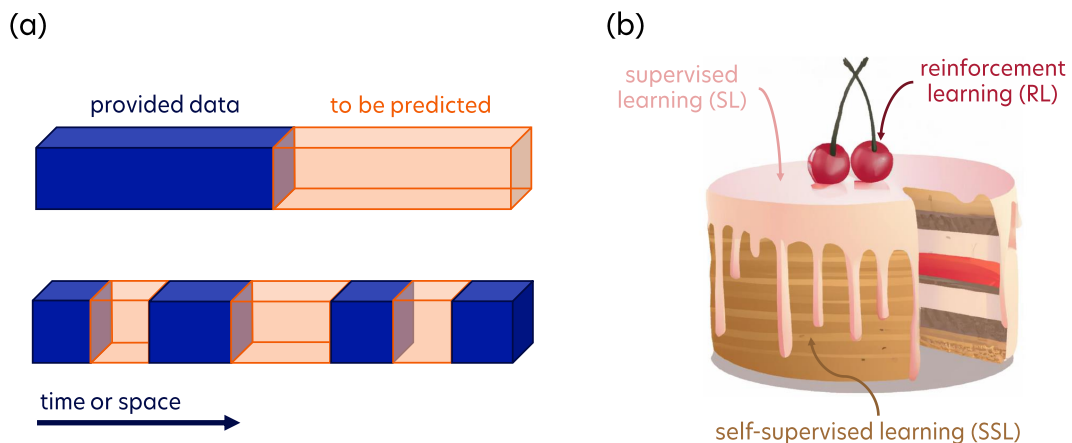 (a)
provided data
to be predicted
time or space
(b)
supervised
learning (SL)
reinforcement
learning (RL)
self-supervised learning (SSL)